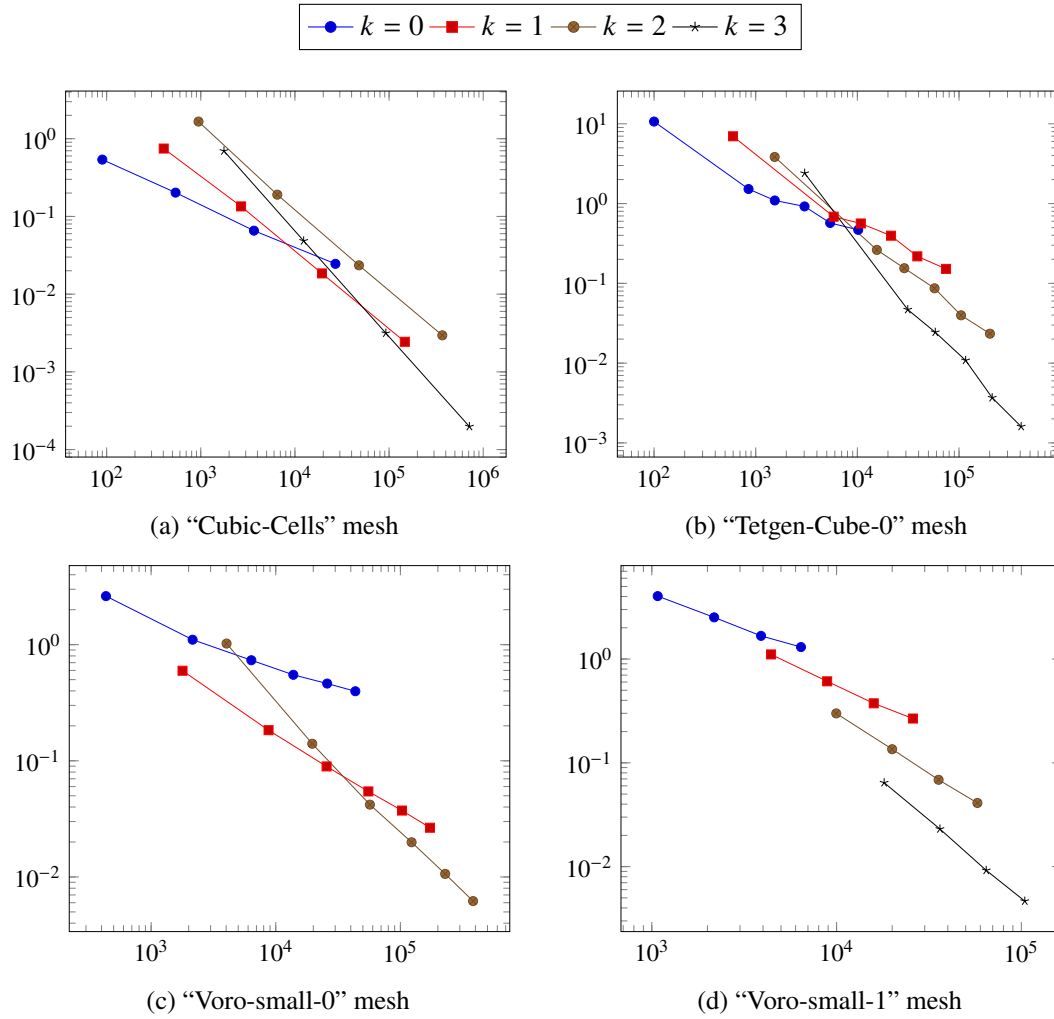 k = 0 k = 1 k = 2 k = 3
10^0
10^-1
10^-2
10^-3
10^-4
10^2 10^3 10^4 10^5 10^6
(a) “Cubic-Cells” mesh
10^1
10^0
10^-1
10^-2
10^-3
10^2 10^3 10^4 10^5
(b) “Tetgen-Cube-0” mesh
10^0
10^-1
10^-2
10^3 10^4 10^5
(c) “Voro-small-0” mesh
10^0
10^-1
10^-2
10^3 10^4 10^5
(d) “Voro-small-1” mesh